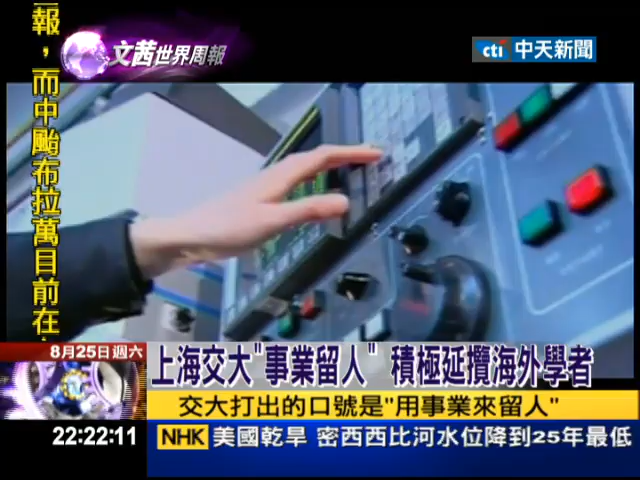 文茜世界周報
cti 中天新聞
報，而中颱布拉萬目前在
8月25日週六
上海交大"事業留人" 積極延攬海外學者
交大打出的口號是"用事業來留人"
22:22:11
NHK 美國乾旱 密西西比河水位降到25年最低